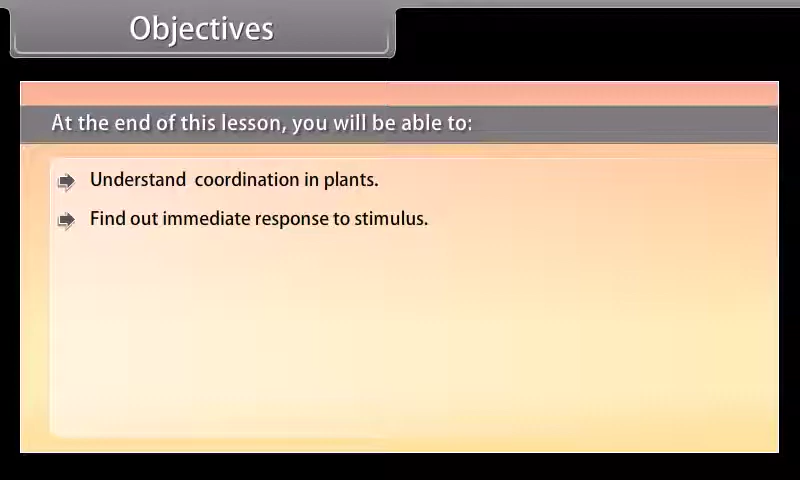 Objectives
At the end of this lesson, you will be able to:
Understand coordination in plants.
Find out immediate response to stimulus.